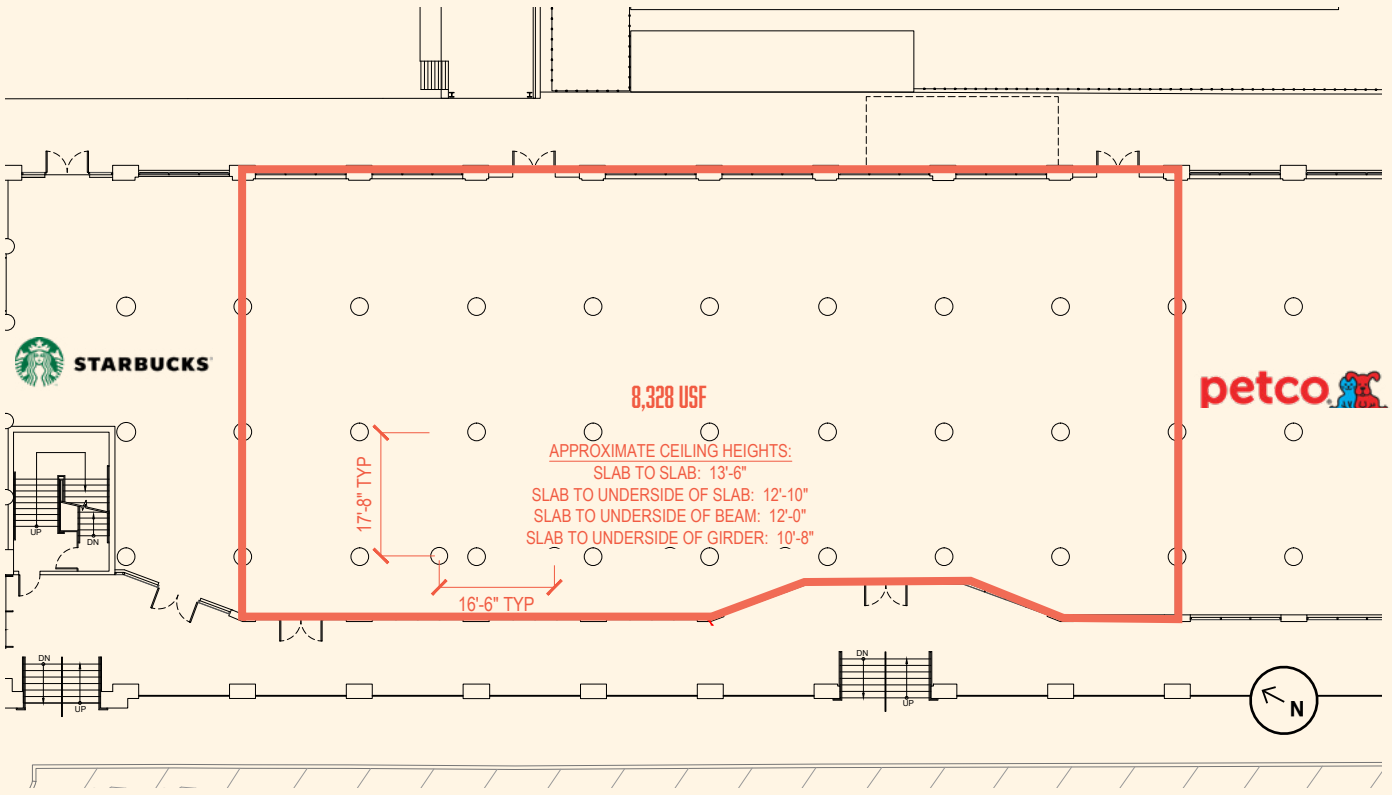 STARBUCKS
petco
8,328 USF
APPROXIMATE CEILING HEIGHTS:
SLAB TO SLAB: 13'-6"
SLAB TO UNDERSIDE OF SLAB: 12'-10"
SLAB TO UNDERSIDE OF BEAM: 12'-0"
SLAB TO UNDERSIDE OF GIRDER: 10'-8"
17'-8" TYP
16'-6" TYP
UP
DN
DN
UP
DN
UP
N